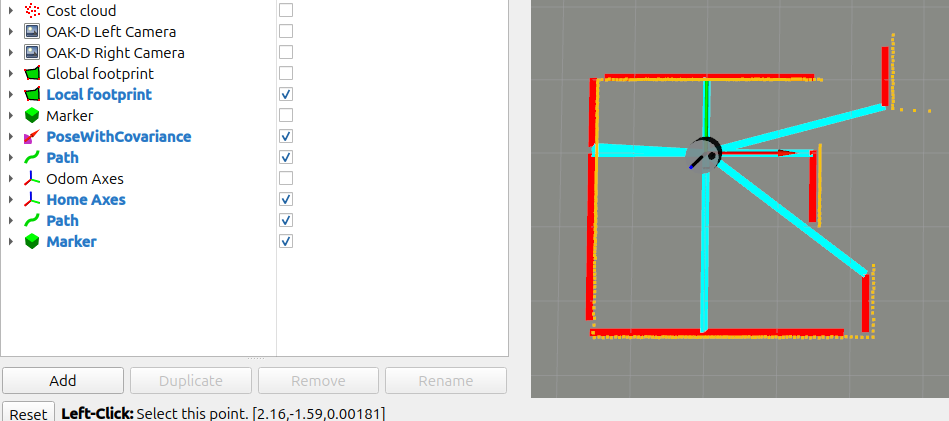 Cost cloud
OAK-D Left Camera
OAK-D Right Camera
Global footprint
Local footprint
Marker
PoseWithCovariance
Path
Odom Axes
Home Axes
Path
Marker
Add Duplicate Remove Rename
Reset Left-Click: Select this point. [2.16,-1.59,0.00181]